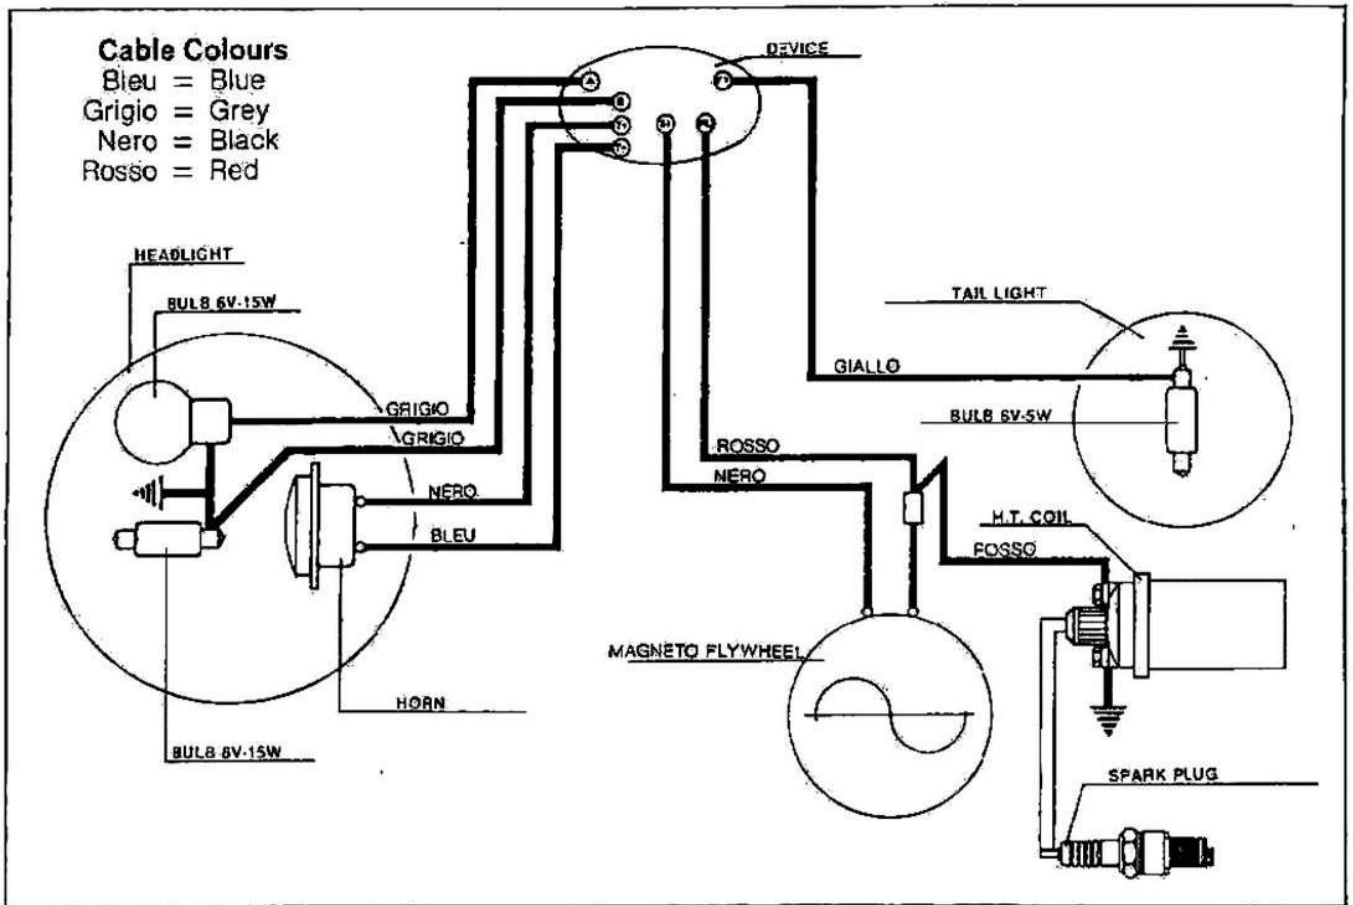 Cable Colours
Bleu = Blue
Grigio = Grey
Nero = Black
Rosso = Red
DEVICE
A
HEADLIGHT
BULB 6V-15W
TAIL LIGHT
GIALLO
BULB 6V-5W
GRIGIO
GRIGIO
ROSSO
NERO
NERO
BLEU
H.T. COIL
ROSSO
MAGNETO FLYWHEEL
HORN
BULB 6V-15W
SPARK PLUG